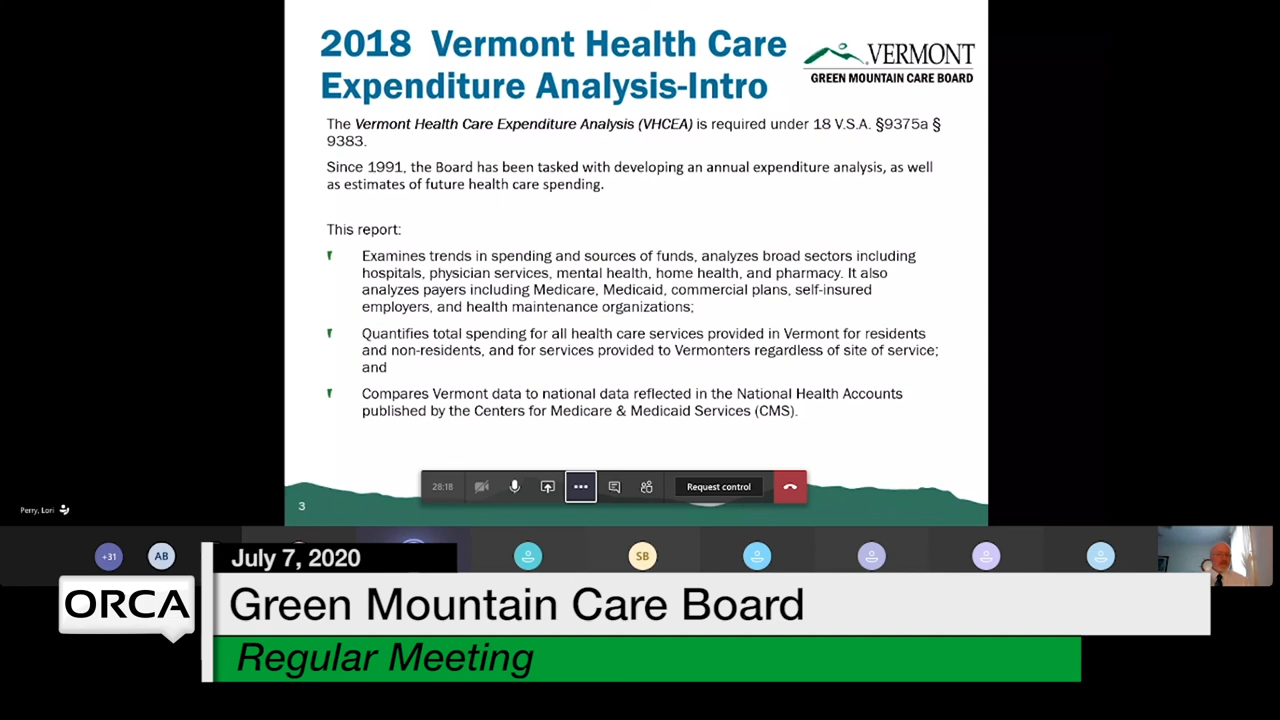 2018 Vermont Health Care
Expenditure Analysis-Intro
VERMONT
GREEN MOUNTAIN CARE BOARD
The Vermont Health Care Expenditure Analysis (VHCEA) is required under 18 V.S.A. §9375a §
9383.
Since 1991, the Board has been tasked with developing an annual expenditure analysis, as well
as estimates of future health care spending.
This report:
Examines trends in spending and sources of funds, analyzes broad sectors including
hospitals, physician services, mental health, home health, and pharmacy. It also
analyzes payers including Medicare, Medicaid, commercial plans, self-insured
employers, and health maintenance organizations;
Quantifies total spending for all health care services provided in Vermont for residents
and non-residents, and for services provided to Vermonters regardless of site of service;
and
Compares Vermont data to national data reflected in the National Health Accounts
published by the Centers for Medicare & Medicaid Services (CMS).
28:18
Request control
3
Perry, Lori
+31
AB
SB
July 7, 2020
ORCA
Green Mountain Care Board
Regular Meeting